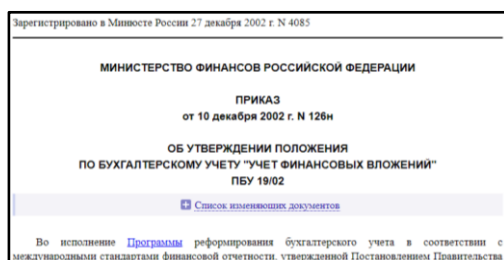 Зарегистрировано в Минюсте России 27 декабря 2002 г. N 4085
МИНИСТЕРСТВО ФИНАНСОВ РОССИЙСКОЙ ФЕДЕРАЦИИ
ПРИКАЗ
от 10 декабря 2002 г. N 126н
ОБ УТВЕРЖДЕНИИ ПОЛОЖЕНИЯ
ПО БУХГАЛТЕРСКОМУ УЧЕТУ "УЧЕТ ФИНАНСОВЫХ ВЛОЖЕНИЙ"
ПБУ 19/02
Список изменяющих документов
Во исполнение Программы реформирования бухгалтерского учета в соответствии с
международными стандартами финансовой отчетности, утвержденной Постановлением Правительства